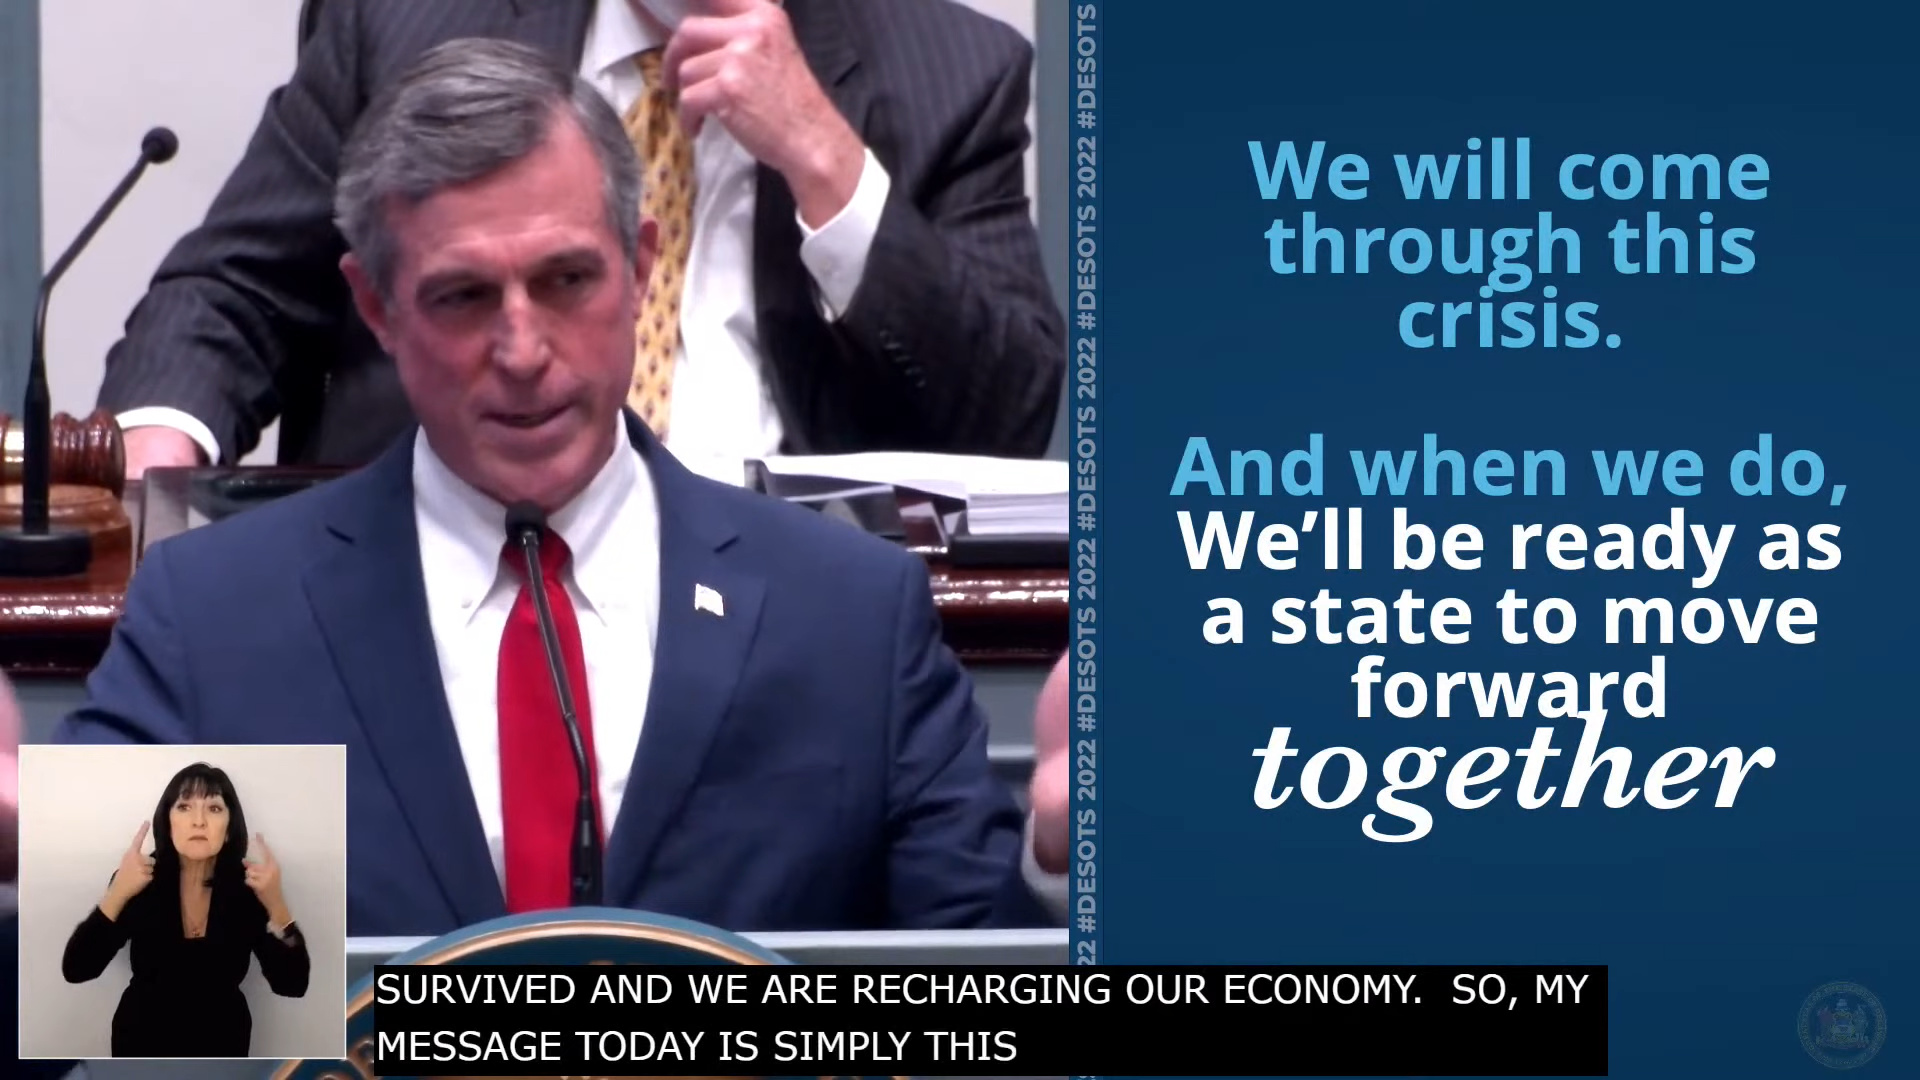 We will come
through this
crisis.
And when we do,
We'll be ready as
a state to move
forward
together
22 #DESOTS 2022 #DESOTS 2022 #DESOTS 2022 #DESOTS 2022 #DESOTS
SURVIVED AND WE ARE RECHARGING OUR ECONOMY.  SO, MY
MESSAGE TODAY IS SIMPLY THIS